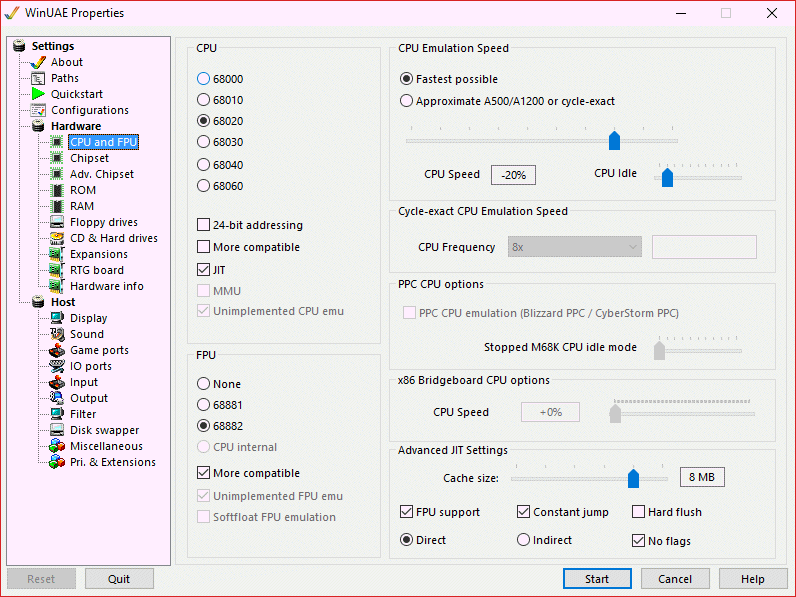 WinUAE Properties
Settings
About
Paths
Quickstart
Configurations
Hardware
CPU and FPU
Chipset
Adv. Chipset
ROM
RAM
Floppy drives
CD & Hard drives
Expansions
RTG board
Hardware info
Host
Display
Sound
Game ports
IO ports
Input
Output
Filter
Disk swapper
Miscellaneous
Pri. & Extensions
CPU
68000
68010
68020
68030
68040
68060
24-bit addressing
More compatible
JIT
MMU
Unimplemented CPU emu
FPU
None
68881
68882
CPU internal
More compatible
Unimplemented FPU emu
Softfloat FPU emulation
CPU Emulation Speed
Fastest possible
Approximate A500/A1200 or cycle-exact
CPU Speed -20% CPU Idle
Cycle-exact CPU Emulation Speed
CPU Frequency 8x
PPC CPU options
PPC CPU emulation (Blizzard PPC / CyberStorm PPC)
Stopped M68K CPU idle mode
x86 Bridgeboard CPU options
CPU Speed +0%
Advanced JIT Settings
Cache size: 8 MB
FPU support Constant jump Hard flush
Direct Indirect No flags
Reset Quit Start Cancel Help